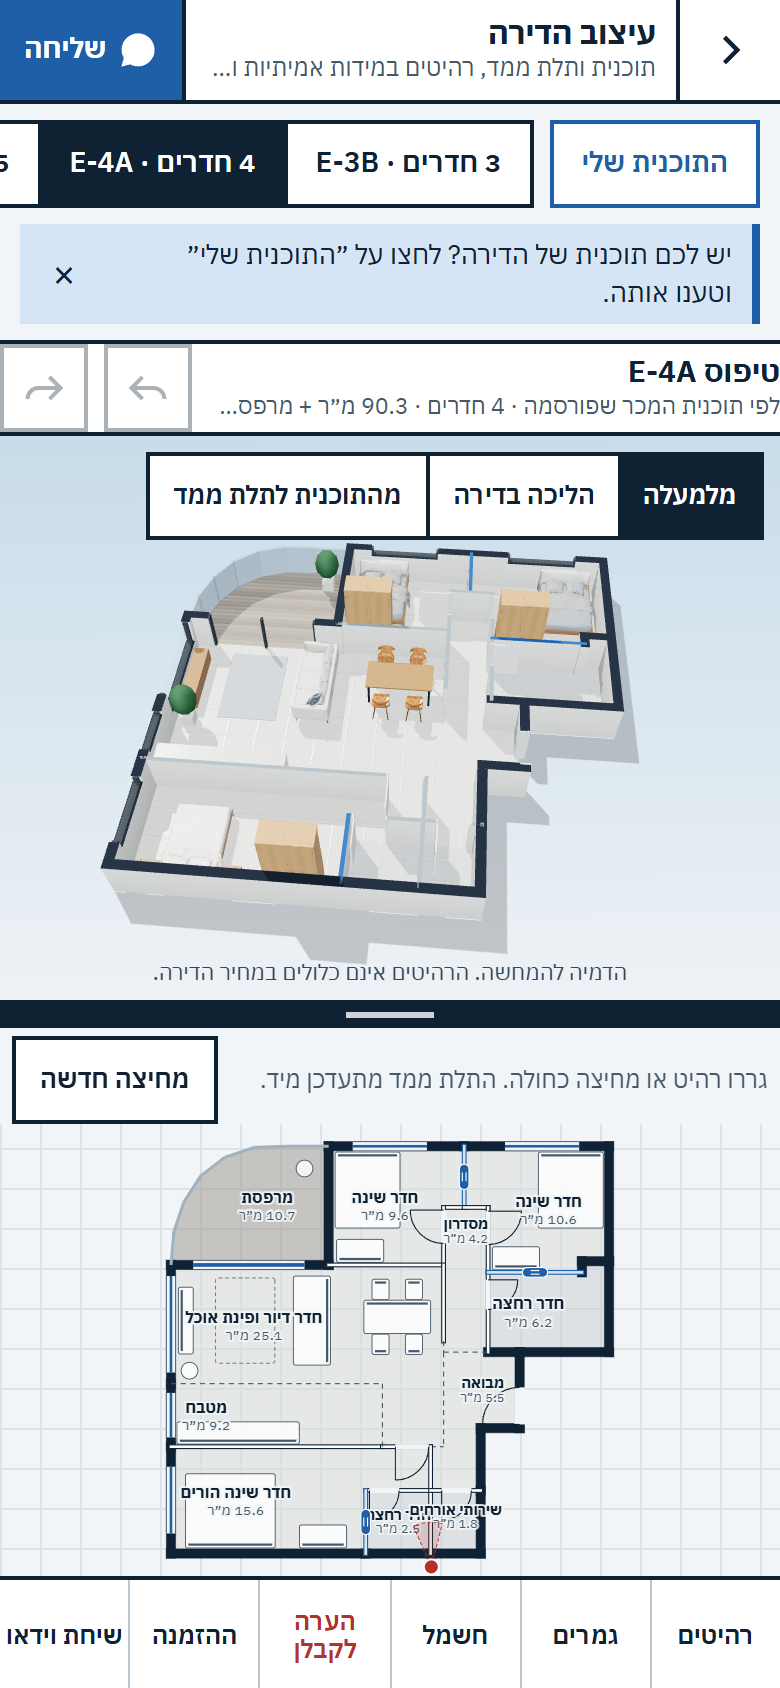 עיצוב הדירה
תוכנית ותלת ממד, רהיטים במידות אמיתיות ו...
שליחה
התוכנית שלי
3 חדרים · E-3B
4 חדרים · E-4A
5
יש לכם תוכנית של הדירה? לחצו על ״התוכנית שלי״
וטענו אותה.
טיפוס E-4A
לפי תוכנית המכר שפורסמה · 4 חדרים · 90.3 מ״ר + מרפס...
מלמעלה
הליכה בדירה
מהתוכנית לתלת ממד
הדמיה להמחשה. הרהיטים אינם כלולים במחיר הדירה.
גררו רהיט או מחיצה כחולה. התלת ממד מתעדכן מיד.
מחיצה חדשה
מרפסת
10.7 מ״ר
חדר שינה
9.6 מ״ר
מסדרון
4.2 מ״ר
חדר שינה
10.6 מ״ר
חדר רחצה
6.2 מ״ר
חדר דיור ופינת אוכל
25.1 מ״ר
מבואה
5.5 מ״ר
מטבח
9.2 מ״ר
חדר שינה הורים
15.6 מ״ר
רחצה
2.5 מ״ר
שירותי אורחים
1.8 מ״ר
רהיטים
גמרים
חשמל
הערה
לקבלן
ההזמנה
שיחת וידאו